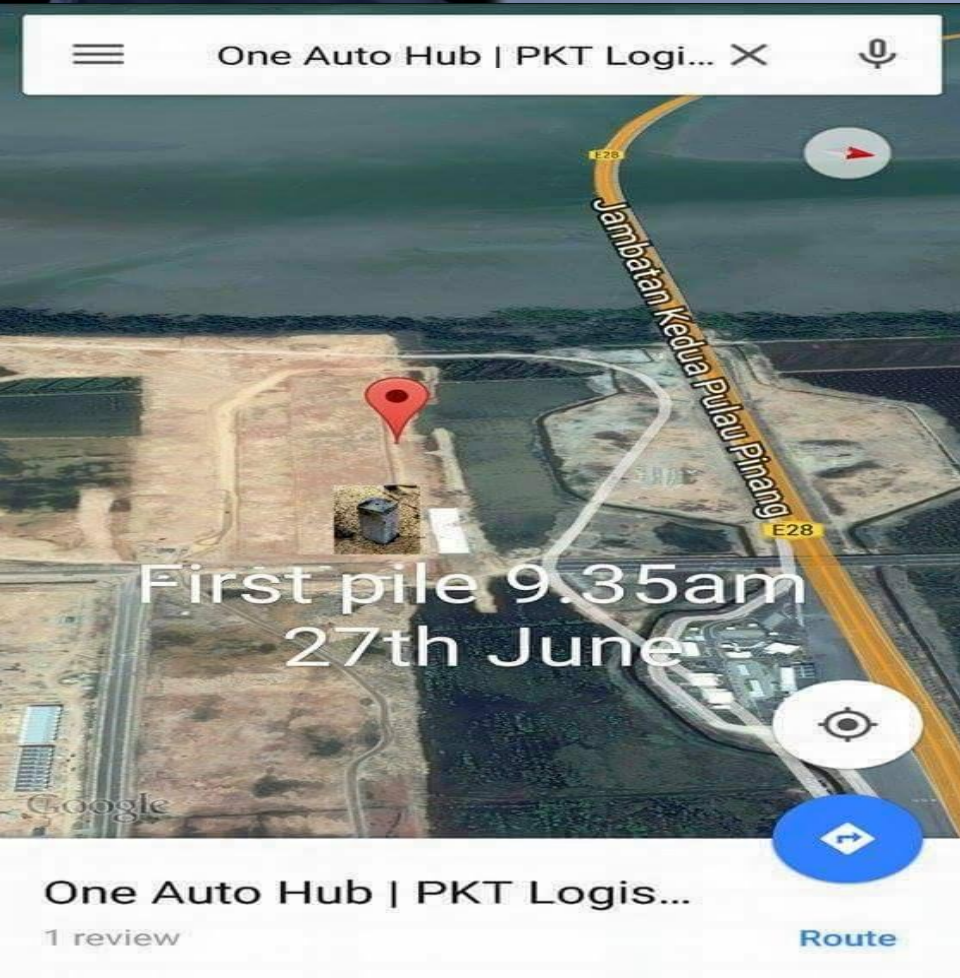 One Auto Hub | PKT Logi...
E28
Jambatan Kedua Pulau Pinang
E28
First pile 9.35am
27th June
Google
One Auto Hub | PKT Logis...
1 review
Route